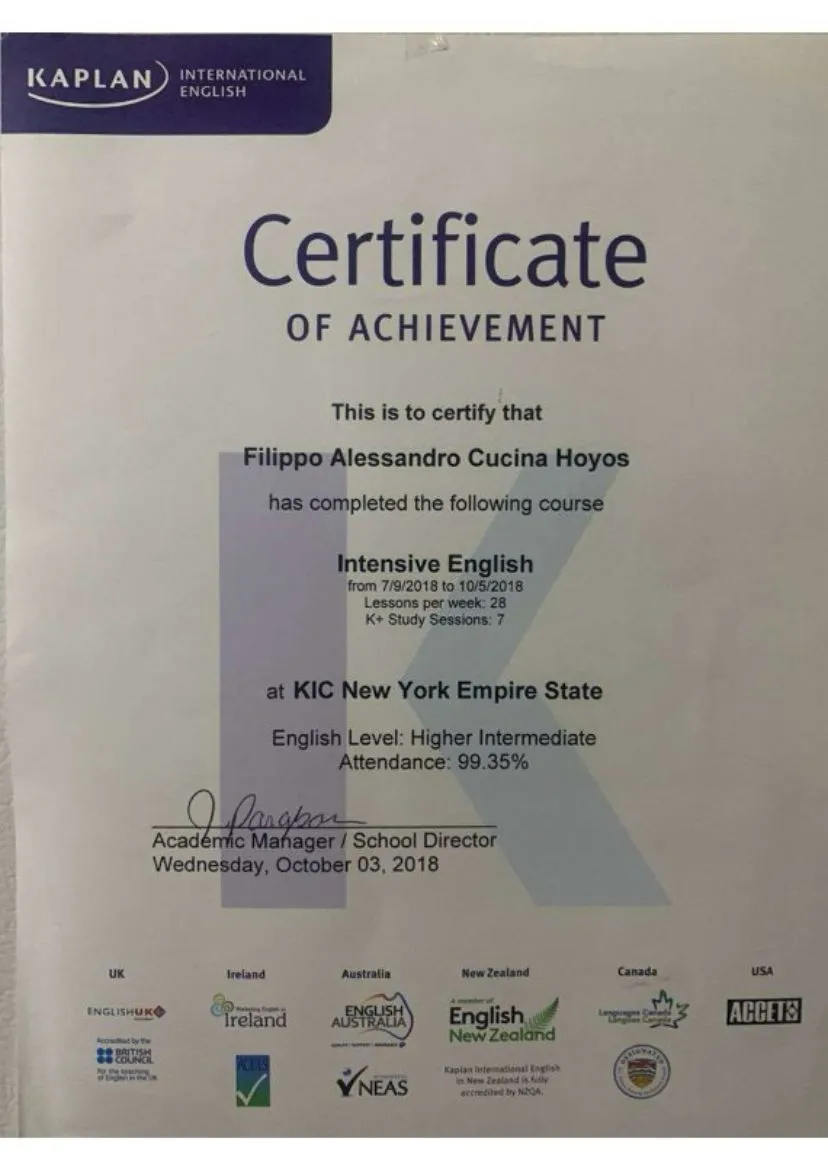 KAPLAN INTERNATIONAL
ENGLISH
Certificate
OF ACHIEVEMENT
This is to certify that
Filippo Alessandro Cucina Hoyos
has completed the following course
Intensive English
from 7/9/2018 to 10/5/2018
Lessons per week: 28
K+ Study Sessions: 7
at KIC New York Empire State
English Level: Higher Intermediate
Attendance: 99.35%
Academic Manager / School Director
Wednesday, October 03, 2018
UK Ireland Australia New Zealand Canada USA
ENGLISHUK
Marketing English in
Ireland
ENGLISH
AUSTRALIA
A member of
English
New Zealand
Languages Canada
Langues Canada
ACCET
Accredited by the
BRITISH
COUNCIL
for the teaching
of English in the UK
ACELS
NEAS
Kaplan International English
in New Zealand is fully
accredited by NZQA.
DESIGNATED